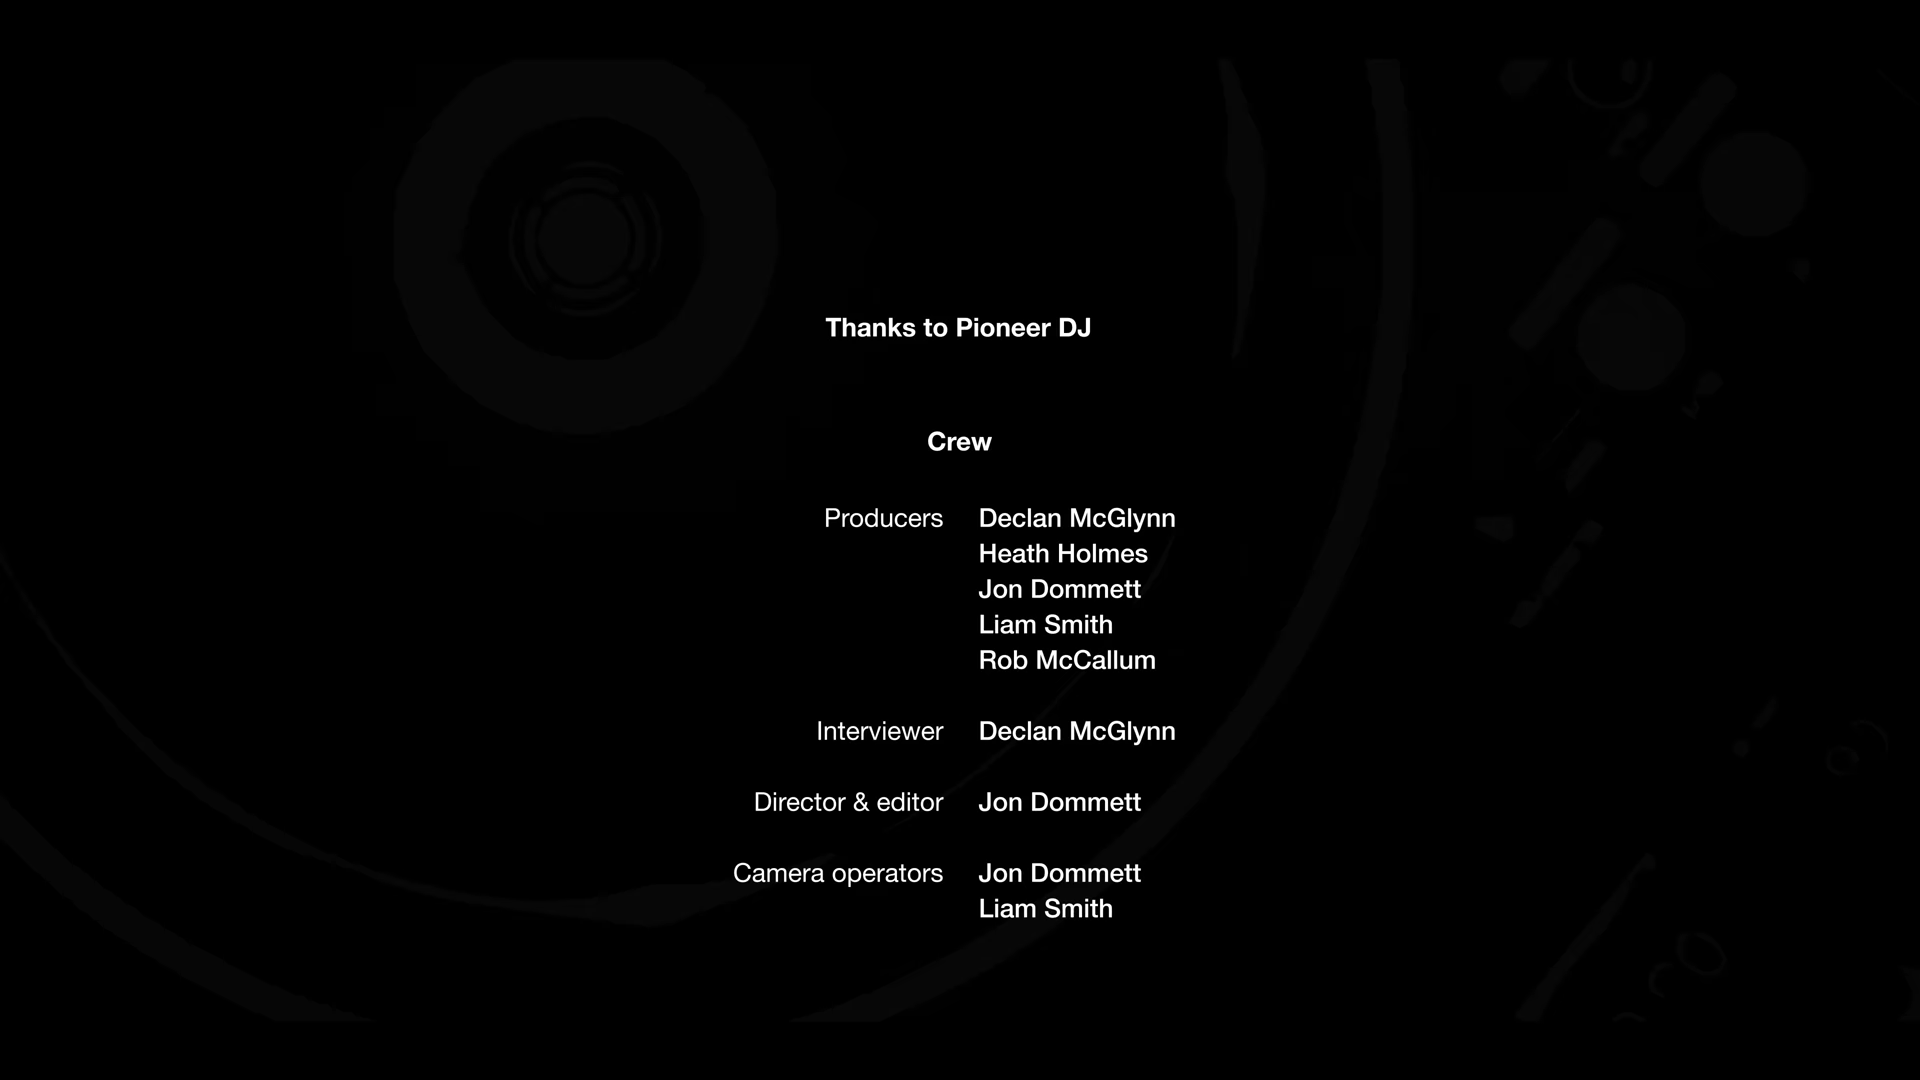 Thanks to Pioneer DJ
Crew
Producers Declan McGlynn
Heath Holmes
Jon Dommett
Liam Smith
Rob McCallum
Interviewer Declan McGlynn
Director & editor Jon Dommett
Camera operators Jon Dommett
Liam Smith